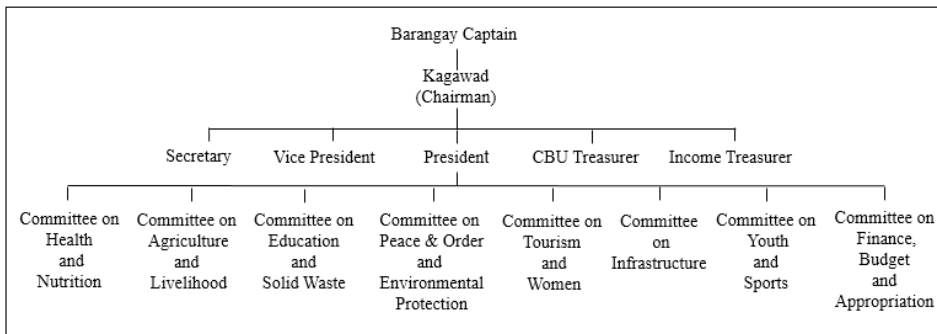 Barangay Captain
Kagawad
(Chairman)
Secretary
Vice President
President
CBU Treasurer
Income Treasurer
Committee on
Health
and
Nutrition
Committee on
Agriculture
and
Livelihood
Committee on
Education
and
Solid Waste
Committee on
Peace & Order
and
Environmental
Protection
Committee on
Tourism
and
Women
Committee
on
Infrastructure
Committee on
Youth
and
Sports
Committee on
Finance,
Budget
and
Appropriation